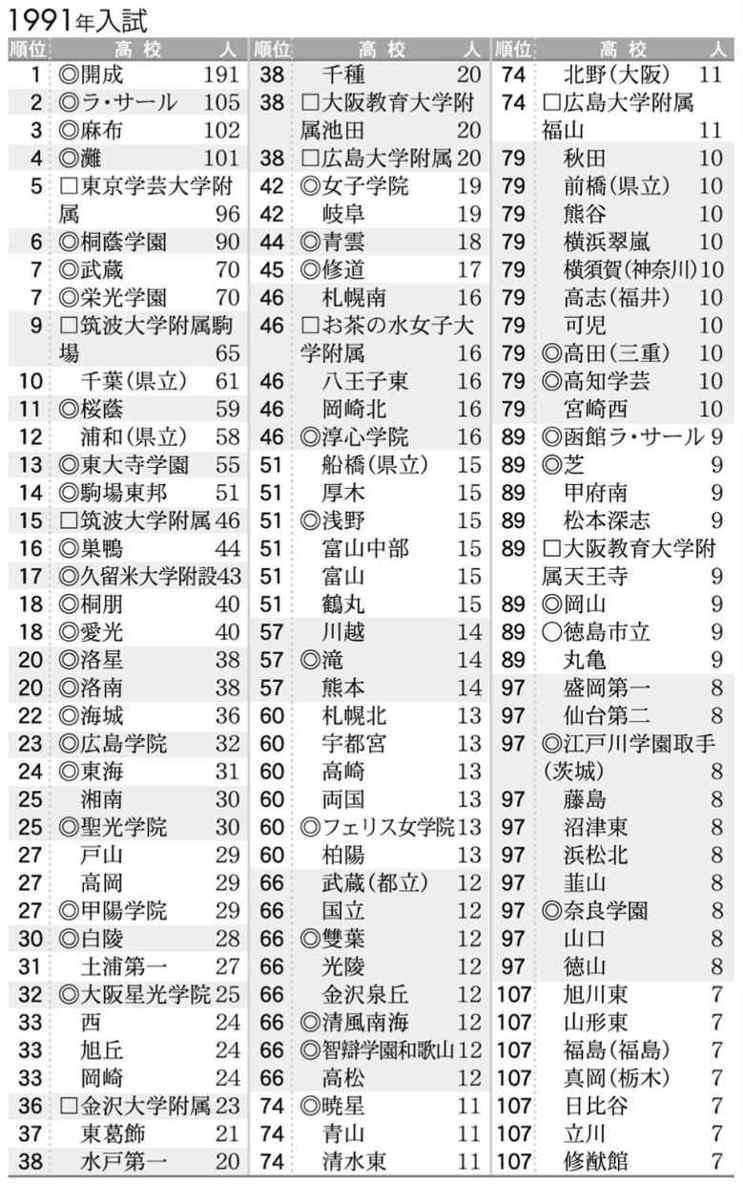 1991年入試
順位 高校 人
1 ◎開成 191
2 ◎ラ・サール 105
3 ◎麻布 102
4 ◎灘 101
5 □東京学芸大学附
属 96
6 ◎桐蔭学園 90
7 ◎武蔵 70
7 ◎栄光学園 70
9 □筑波大学附属駒
場 65
10 千葉(県立) 61
11 ◎桜蔭 59
12 浦和(県立) 58
13 ◎東大寺学園 55
14 ◎駒場東邦 51
15 □筑波大学附属 46
16 ◎巣鴨 44
17 ◎久留米大学附設 43
18 ◎桐朋 40
18 ◎愛光 40
20 ◎洛星 38
20 ◎洛南 38
22 ◎海城 36
23 ◎広島学院 32
24 ◎東海 31
25 湘南 30
25 ◎聖光学院 30
27 戸山 29
27 高岡 29
27 ◎甲陽学院 29
30 ◎白陵 28
31 土浦第一 27
32 ◎大阪星光学院 25
33 西 24
33 旭丘 24
33 岡崎 24
36 □金沢大学附属 23
37 東葛飾 21
38 水戸第一 20
順位 高校 人
38 千種 20
38 □大阪教育大学附
属池田 20
38 □広島大学附属 20
42 ◎女子学院 19
42 岐阜 19
44 ◎青雲 18
45 ◎修道 17
46 札幌南 16
46 □お茶の水女子大
学附属 16
46 八王子東 16
46 岡崎北 16
46 ◎淳心学院 16
51 船橋(県立) 15
51 厚木 15
51 ◎浅野 15
51 富山中部 15
51 富山 15
51 鶴丸 15
57 川越 14
57 ◎滝 14
57 熊本 14
60 札幌北 13
60 宇都宮 13
60 高崎 13
60 両国 13
60 ◎フェリス女学院 13
60 柏陽 13
66 武蔵(都立) 12
66 国立 12
66 ◎雙葉 12
66 光陵 12
66 金沢泉丘 12
66 ◎清風南海 12
66 ◎智辯学園和歌山 12
66 高松 12
74 ◎暁星 11
74 青山 11
74 清水東 11
順位 高校 人
74 北野(大阪) 11
74 □広島大学附属
福山 11
79 秋田 10
79 前橋(県立) 10
79 熊谷 10
79 横浜翠嵐 10
79 横須賀(神奈川) 10
79 高志(福井) 10
79 可児 10
79 ◎高田(三重) 10
79 ◎高知学芸 10
79 宮崎西 10
89 ◎函館ラ・サール 9
89 ◎芝 9
89 甲府南 9
89 松本深志 9
89 □大阪教育大学附
属天王寺 9
89 ◎岡山 9
89 ○徳島市立 9
89 丸亀 9
97 盛岡第一 8
97 仙台第二 8
97 ◎江戸川学園取手
(茨城) 8
97 藤島 8
97 沼津東 8
97 浜松北 8
97 韮山 8
97 ◎奈良学園 8
97 山口 8
97 徳山 8
107 旭川東 7
107 山形東 7
107 福島(福島) 7
107 真岡(栃木) 7
107 日比谷 7
107 立川 7
107 修猷館 7